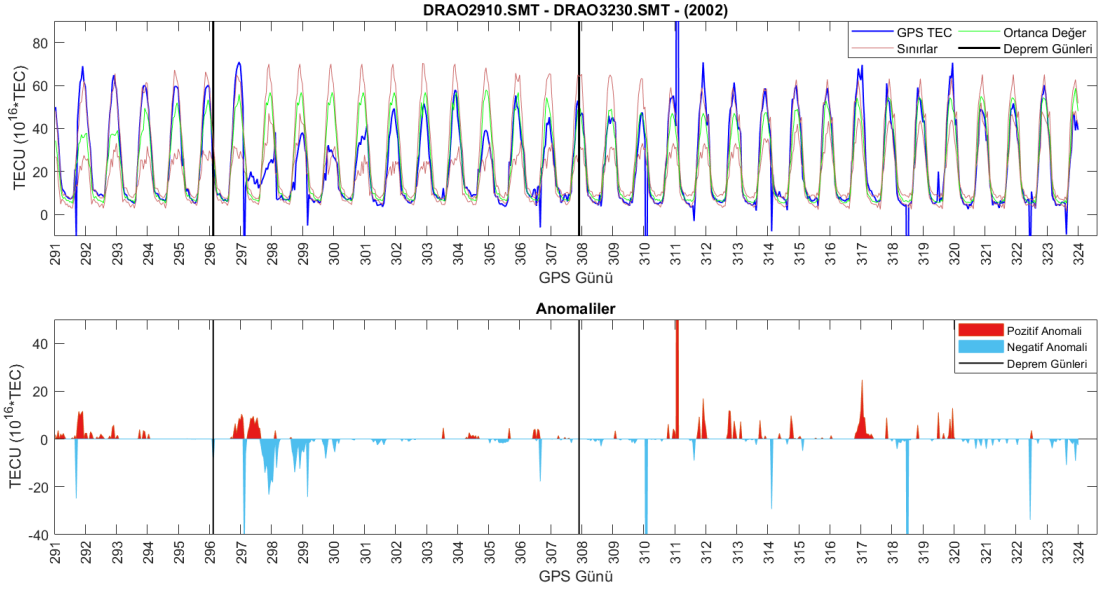 DRAO2910.SMT - DRAO3230.SMT - (2002)
GPS TEC
Ortanca Değer
Sınırlar
Deprem Günleri
TECU (10^16*TEC)
80
60
40
20
0
291 292 293 294 295 296 297 298 299 300 301 302 303 304 305 306 307 308 309 310 311 312 313 314 315 316 317 318 319 320 321 322 323 324
GPS Günü
Anomaliler
Pozitif Anomali
Negatif Anomali
Deprem Günleri
TECU (10^16*TEC)
40
20
0
-20
-40
291 292 293 294 295 296 297 298 299 300 301 302 303 304 305 306 307 308 309 310 311 312 313 314 315 316 317 318 319 320 321 322 323 324
GPS Günü